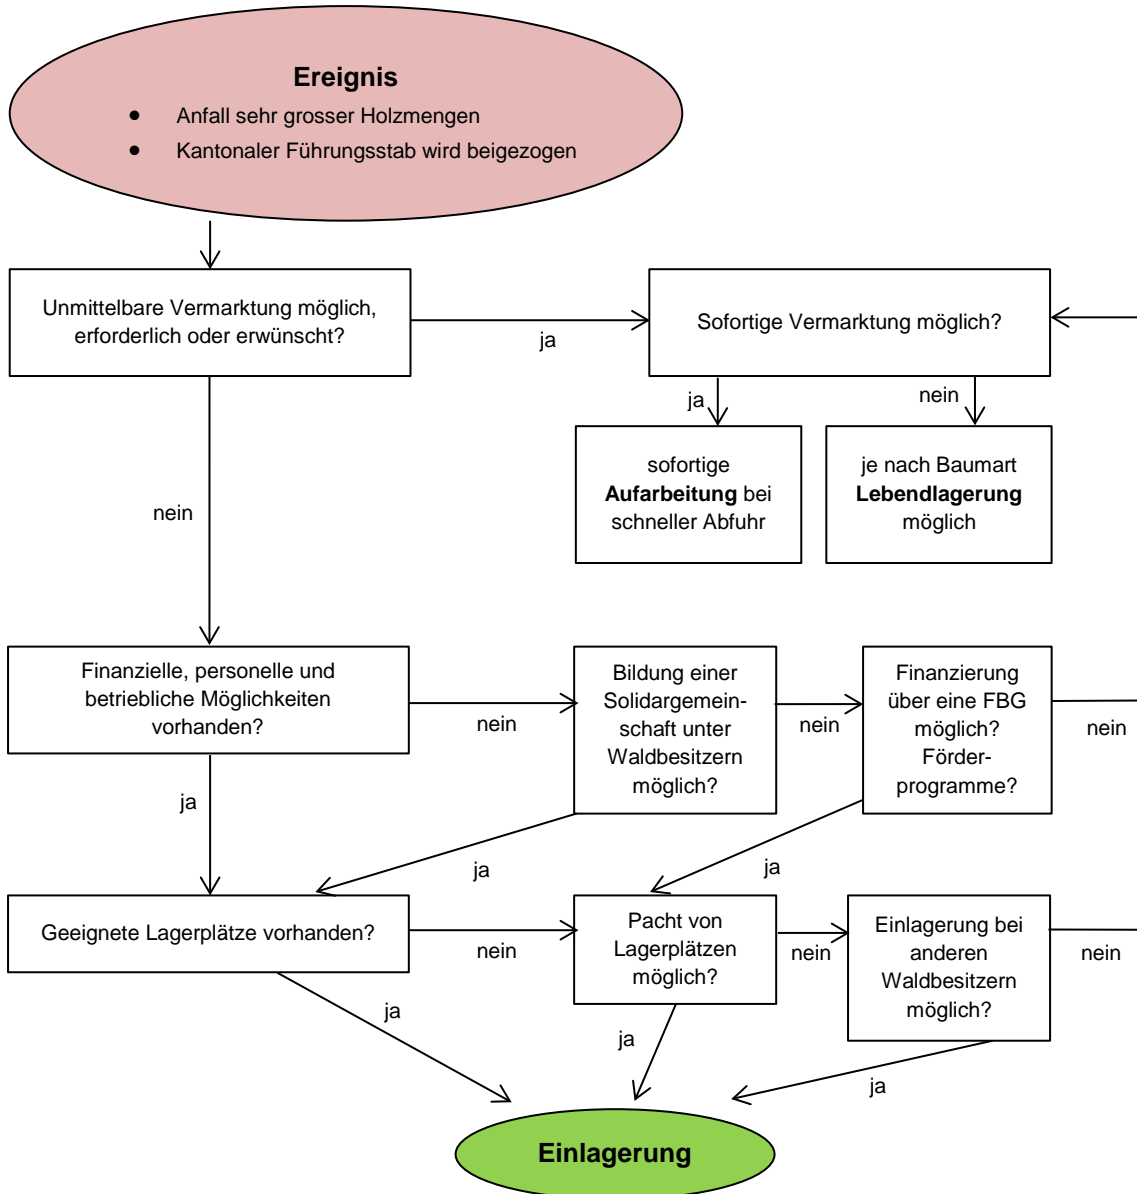 Ereignis
• Anfall sehr grosser Holzmengen
• Kantonaler Führungsstab wird beigezogen
Unmittelbare Vermarktung möglich,
erforderlich oder erwünscht?
ja
Sofortige Vermarktung möglich?
ja
nein
sofortige
Aufarbeitung bei
schneller Abfuhr
je nach Baumart
Lebendlagerung
möglich
nein
Finanzielle, personelle und
betriebliche Möglichkeiten
vorhanden?
nein
Bildung einer
Solidargemein-
schaft unter
Waldbesitzern
möglich?
nein
Finanzierung
über eine FBG
möglich?
Förder-
programme?
nein
ja
ja
ja
Geeignete Lagerplätze vorhanden?
nein
Pacht von
Lagerplätzen
möglich?
nein
Einlagerung bei
anderen
Waldbesitzern
möglich?
nein
ja
ja
ja
Einlagerung